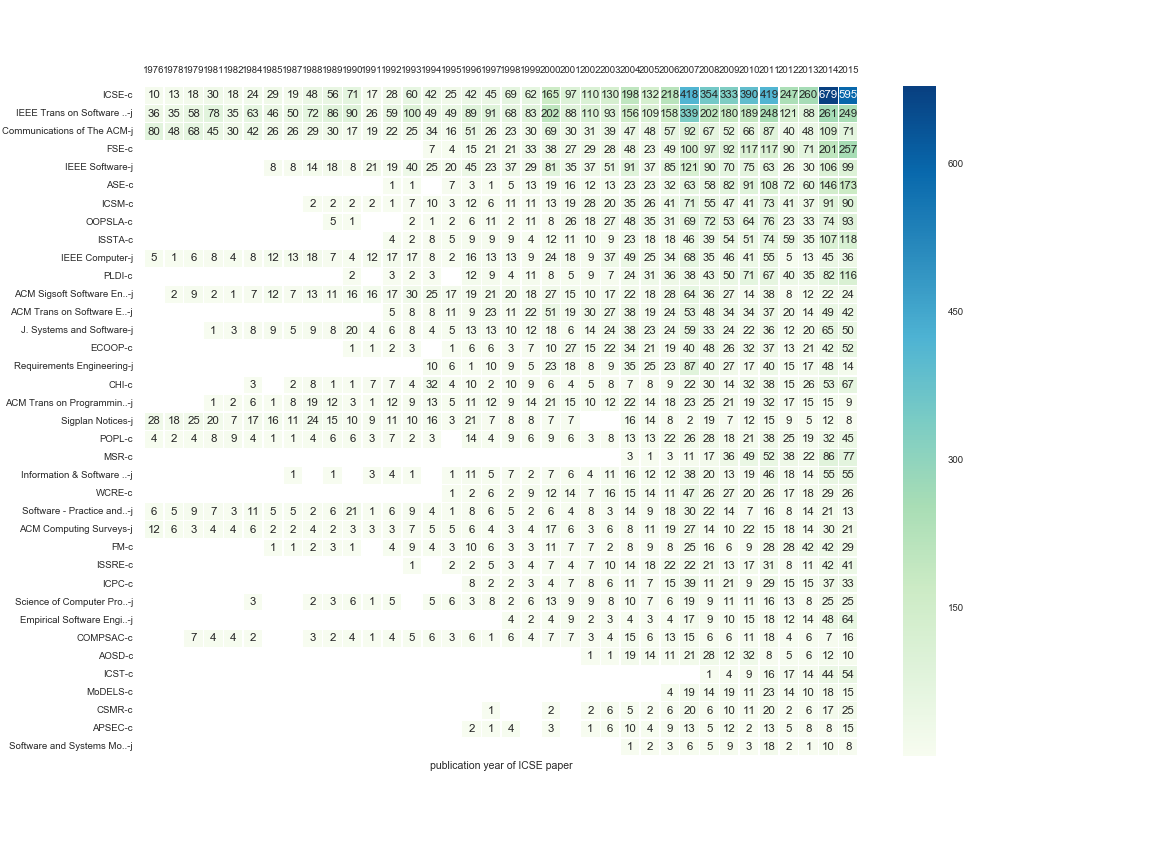 1976 1978 1979 1981 1982 1984 1985 1987 1988 1989 1990 1991 1992 1993 1994 1995 1996 1997 1998 1999 2000 2001 2002 2003 2004 2005 2006 2007 2008 2009 2010 2011 2012 2013 2014 2015
ICSE-c 10 13 18 30 18 24 29 19 48 56 71 17 28 60 42 25 42 45 69 62 165 97 110 130 198 132 218 418 354 333 390 419 247 260 679 595
IEEE Trans on Software ..-j 36 35 58 78 35 63 46 50 72 86 90 26 59 100 49 49 89 91 68 83 202 88 110 93 156 109 158 339 202 180 189 248 121 88 261 249
Communications of The ACM-j 80 48 68 45 30 42 26 26 29 30 17 19 22 25 34 16 51 26 23 30 69 30 31 39 47 48 57 92 67 52 66 87 40 48 109 71
FSE-c 7 4 15 21 21 33 38 27 29 28 48 23 49 100 97 92 117 117 90 71 201 257
IEEE Software-j 8 8 14 18 8 21 19 40 25 20 45 23 37 29 81 35 37 51 91 37 85 121 90 70 75 63 26 30 106 99
ASE-c 1 1 7 3 1 5 13 19 16 12 13 23 23 32 63 58 82 91 108 72 60 146 173
ICSM-c 2 2 2 2 1 7 10 3 12 6 11 11 13 19 28 20 35 26 41 71 55 47 41 73 41 37 91 90
OOPSLA-c 5 1 2 1 2 6 11 2 11 8 26 18 27 48 35 31 69 72 53 64 76 23 33 74 93
ISSTA-c 4 2 8 5 9 9 9 4 12 11 10 9 23 18 18 46 39 54 51 74 59 35 107 118
IEEE Computer-j 5 1 6 8 4 8 12 13 18 7 4 12 17 17 8 2 16 13 13 9 24 18 9 37 49 25 34 68 35 46 41 55 5 13 45 36
PLDI-c 2 3 2 3 12 9 4 11 8 5 9 7 24 31 36 38 43 50 71 67 40 35 82 116
ACM Sigsoft Software En..-j 2 9 2 1 7 12 7 13 11 16 16 17 30 25 17 19 21 20 18 27 15 10 17 22 18 28 64 36 27 14 38 8 12 22 24
ACM Trans on Software E..-j 5 8 8 11 9 23 11 22 51 19 30 27 38 19 24 53 48 34 34 37 20 14 49 42
J. Systems and Software-j 1 3 8 9 5 9 8 20 4 6 8 4 5 13 13 10 12 18 6 14 24 38 23 24 59 33 24 22 36 12 20 65 50
ECOOP-c 1 1 2 3 1 6 6 3 7 10 27 15 22 34 21 19 40 48 26 32 37 13 21 42 52
Requirements Engineering-j 10 6 1 10 9 5 23 18 8 9 35 25 23 87 40 27 17 40 15 17 48 14
CHI-c 3 2 8 1 1 7 7 4 32 4 10 2 10 9 6 4 5 8 7 8 9 22 30 14 32 38 15 26 53 67
ACM Trans on Programmin..-j 1 2 6 1 8 19 12 3 1 12 9 13 5 11 12 9 14 21 15 10 12 22 14 18 23 25 21 19 32 17 15 15 9
Sigplan Notices-j 28 18 25 20 7 17 16 11 24 15 10 9 11 10 16 3 21 7 8 8 7 7 16 14 8 2 19 7 12 15 9 5 12 8
POPL-c 4 2 4 8 9 4 1 1 4 6 6 3 7 2 3 14 4 9 6 9 6 3 8 13 13 22 26 28 18 21 38 25 19 32 45
MSR-c 3 1 3 11 17 36 49 52 38 22 86 77
Information & Software ..-j 1 1 3 4 1 1 11 5 7 2 7 6 4 11 16 12 12 38 20 13 19 46 18 14 55 55
WCRE-c 1 2 6 2 9 12 14 7 16 15 14 11 47 26 27 20 26 17 18 29 26
Software - Practice and..-j 6 5 9 7 3 11 5 5 2 6 21 1 6 9 4 1 8 6 5 2 6 4 8 3 14 9 18 30 22 14 7 16 8 14 21 13
ACM Computing Surveys-j 12 6 3 4 4 6 2 2 4 2 3 3 3 7 5 5 6 4 3 4 17 6 3 6 8 11 19 27 14 10 22 15 18 14 30 21
FM-c 1 1 2 3 1 4 9 4 3 10 6 3 3 11 7 7 2 8 9 8 25 16 6 9 28 28 42 42 29
ISSRE-c 1 2 2 5 3 4 7 4 7 10 14 18 22 22 21 13 17 31 8 11 42 41
ICPC-c 8 2 2 3 4 7 8 6 11 7 15 39 11 21 9 29 15 15 37 33
Science of Computer Pro..-j 3 2 3 6 1 5 5 6 3 8 2 6 13 9 9 8 10 7 6 19 9 11 11 16 13 8 25 25
Empirical Software Engi..-j 4 2 4 9 2 3 4 3 4 17 9 10 15 18 12 14 48 64
COMPSAC-c 7 4 4 2 3 2 4 1 4 5 6 3 6 1 6 4 7 7 3 4 15 6 13 15 6 6 11 18 4 6 7 16
AOSD-c 1 1 19 14 11 21 28 12 32 8 5 6 12 10
ICST-c 1 4 9 16 17 14 44 54
MoDELS-c 4 19 14 19 11 23 14 10 18 15
CSMR-c 1 2 2 6 5 2 6 20 6 10 11 20 2 6 17 25
APSEC-c 2 1 4 3 1 6 10 4 9 13 5 12 2 13 5 8 8 15
Software and Systems Mo..-j 1 2 3 6 5 9 3 18 2 1 10 8
publication year of ICSE paper
600
450
300
150